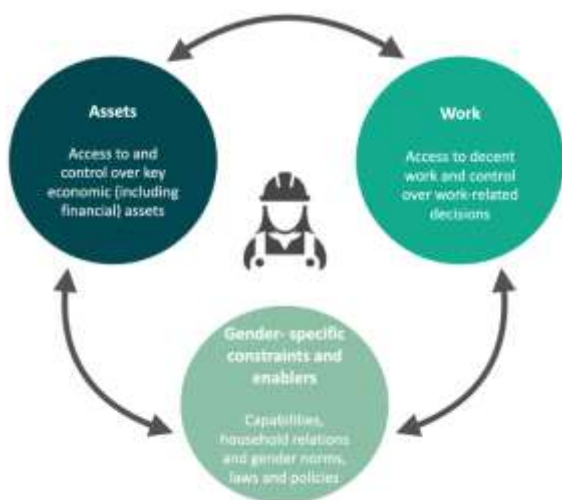 Assets
Access to and
control over key
economic (including
financial) assets
Work
Access to decent
work and control
over work-related
decisions
Gender- specific
constraints and
enablers
Capabilities,
household relations
and gender norms,
laws and policies